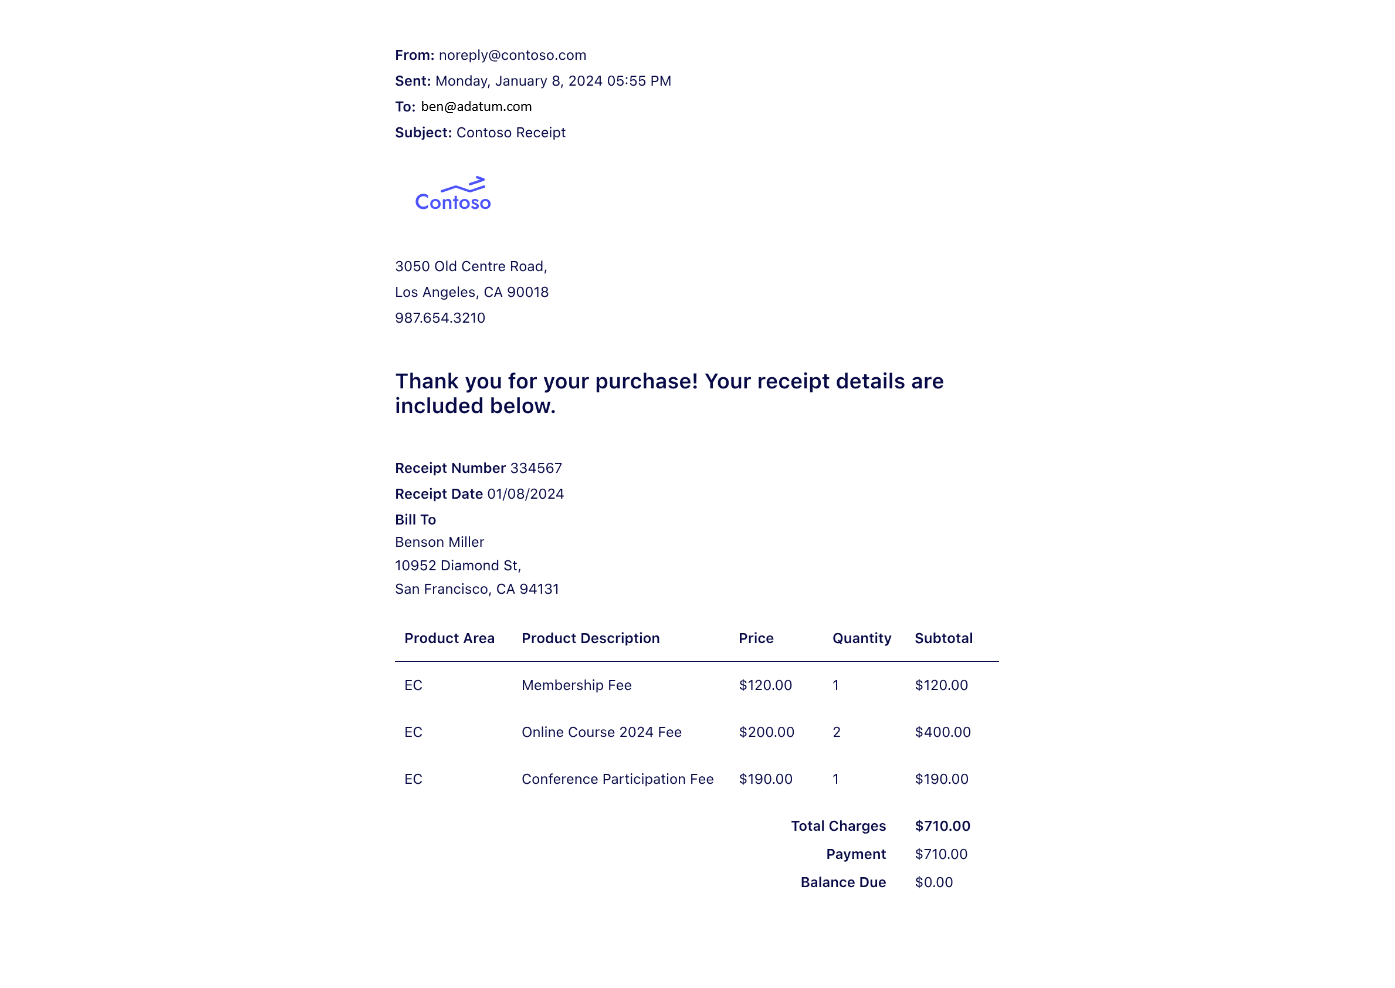 From: noreply@contoso.com
Sent: Monday, January 8, 2024 05:55 PM
To: ben@adatum.com
Subject: Contoso Receipt
Contoso
3050 Old Centre Road,
Los Angeles, CA 90018
987.654.3210
Thank you for your purchase! Your receipt details are
included below.
Receipt Number 334567
Receipt Date 01/08/2024
Bill To
Benson Miller
10952 Diamond St,
San Francisco, CA 94131
Product Area Product Description Price Quantity Subtotal
EC Membership Fee $120.00 1 $120.00
EC Online Course 2024 Fee $200.00 2 $400.00
EC Conference Participation Fee $190.00 1 $190.00
Total Charges $710.00
Payment $710.00
Balance Due $0.00